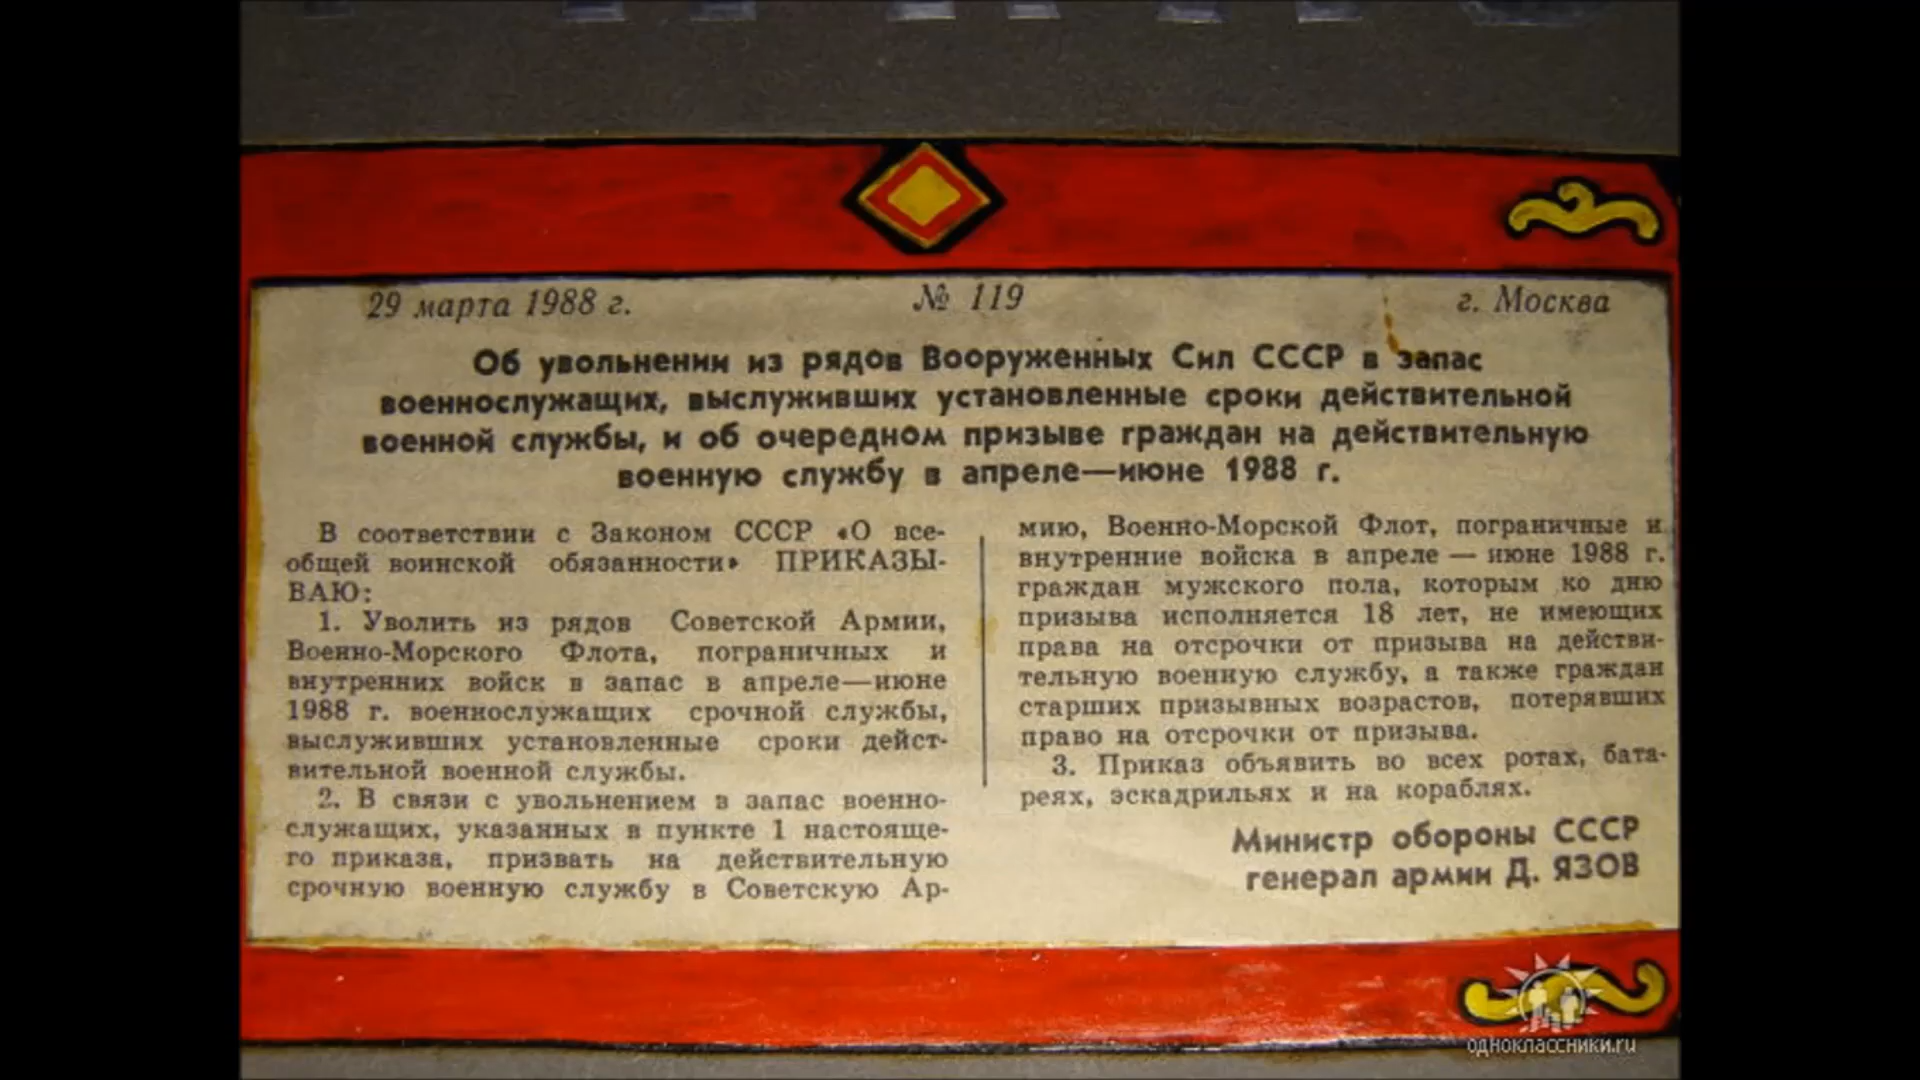 29 марта 1988 г. № 119 г. Москва
Об увольнении из рядов Вооруженных Сил СССР в запас
военнослужащих, выслуживших установленные сроки действительной
военной службы, и об очередном призыве граждан на действительную
военную службу в апреле—июне 1988 г.
В соответствии с Законом СССР «О все-
общей воинской обязанности» ПРИКАЗЫ-
ВАЮ:
1. Уволить из рядов Советской Армии,
Военно-Морского Флота, пограничных и
внутренних войск в запас в апреле—июне
1988 г. военнослужащих срочной службы,
выслуживших установленные сроки дейст-
вительной военной службы.
2. В связи с увольнением в запас военно-
служащих, указанных в пункте 1 настояще-
го приказа, призвать на действительную
срочную военную службу в Советскую Ар-
мию, Военно-Морской Флот, пограничные и
внутренние войска в апреле — июне 1988 г.
граждан мужского пола, которым ко дню
призыва исполняется 18 лет, не имеющих
права на отсрочки от призыва на действи-
тельную военную службу, а также граждан
старших призывных возрастов, потерявших
право на отсрочки от призыва.
3. Приказ объявить во всех ротах, бата-
реях, эскадрильях и на кораблях.
Министр обороны СССР
генерал армии Д. ЯЗОВ
одноклассники.ru